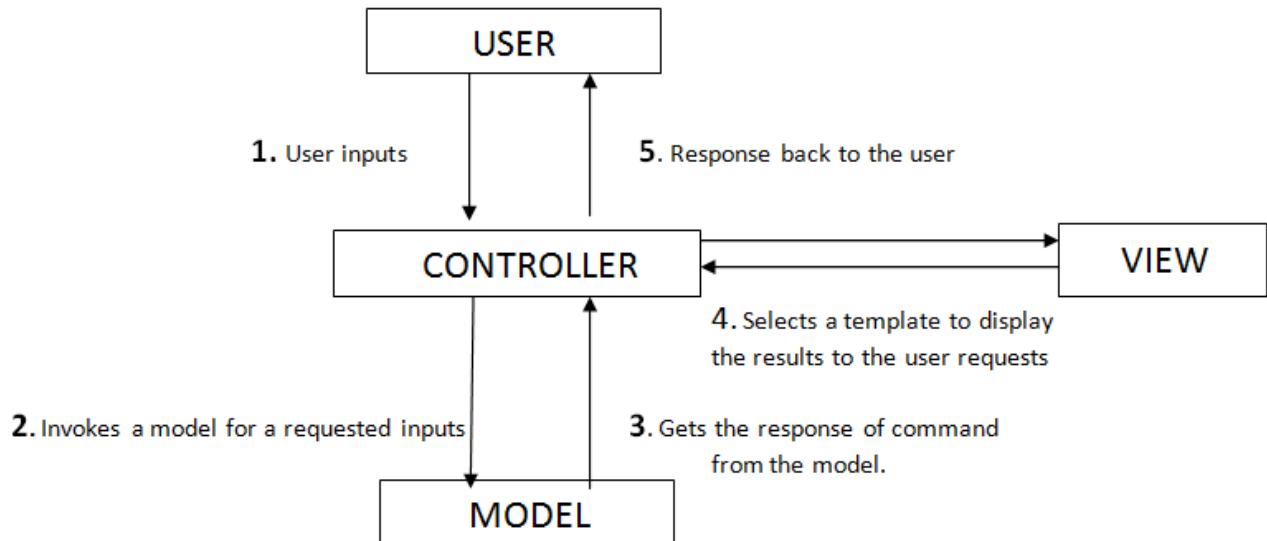 USER
1. User inputs
5. Response back to the user
CONTROLLER
VIEW
4. Selects a template to display
the results to the user requests
2. Invokes a model for a requested inputs
3. Gets the response of command
from the model.
MODEL